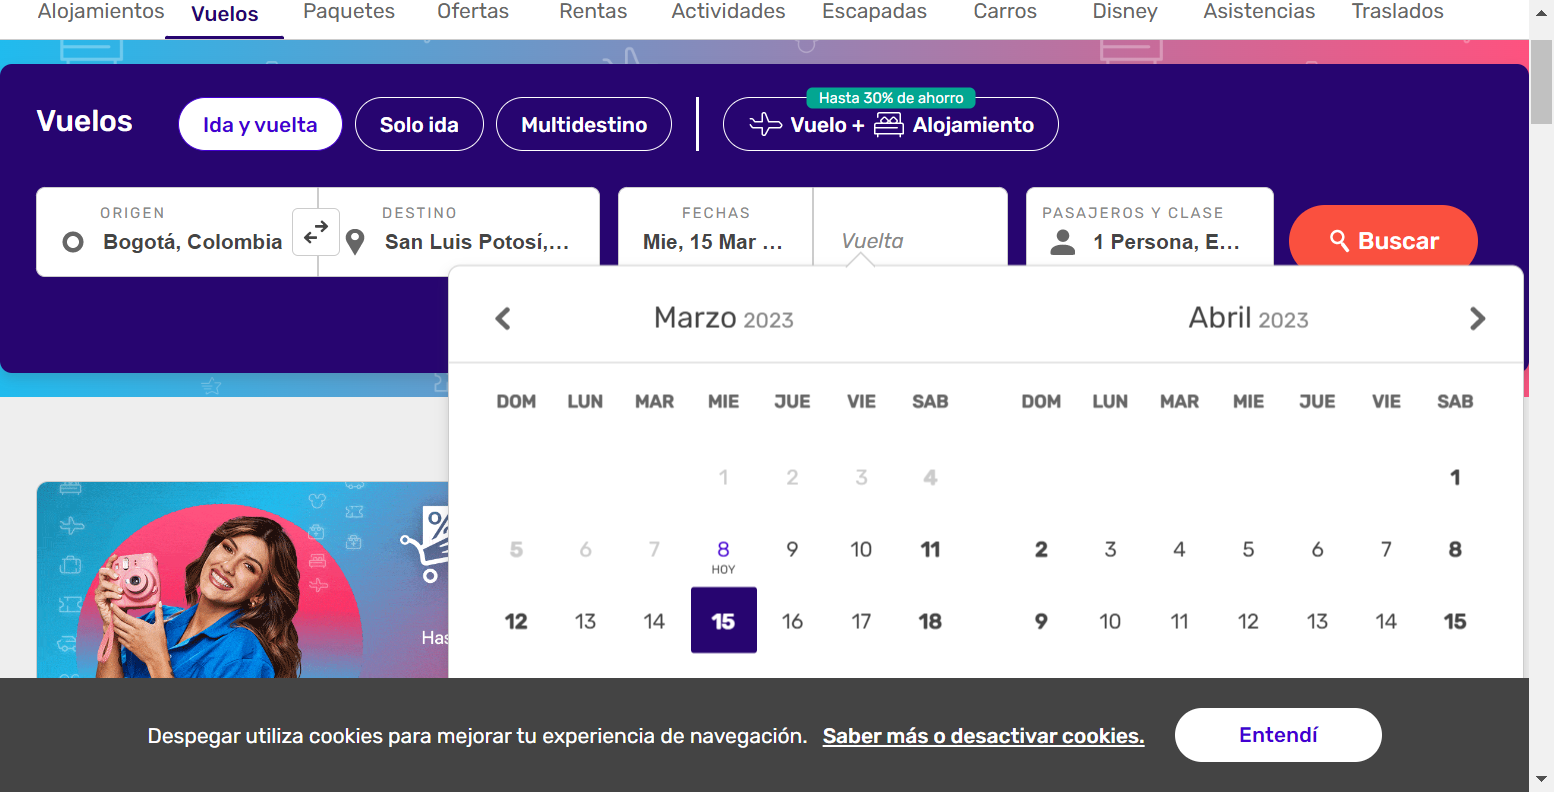 Alojamientos Vuelos Paquetes Ofertas Rentas Actividades Escapadas Carros Disney Asistencias Traslados
Hasta 30% de ahorro
Vuelos Ida y vuelta Solo ida Multidestino Vuelo + Alojamiento
ORIGEN DESTINO FECHAS PASAJEROS Y CLASE
Bogotá, Colombia San Luis Potosí,... Mie, 15 Mar ... Vuelta 1 Persona, E... Buscar
Marzo 2023 Abril 2023
DOM LUN MAR MIE JUE VIE SAB DOM LUN MAR MIE JUE VIE SAB
1 2 3 4 1
5 6 7 8 9 10 11 2 3 4 5 6 7 8
HOY
12 13 14 15 16 17 18 9 10 11 12 13 14 15
%
Has
Despegar utiliza cookies para mejorar tu experiencia de navegación. Saber más o desactivar cookies. Entendí